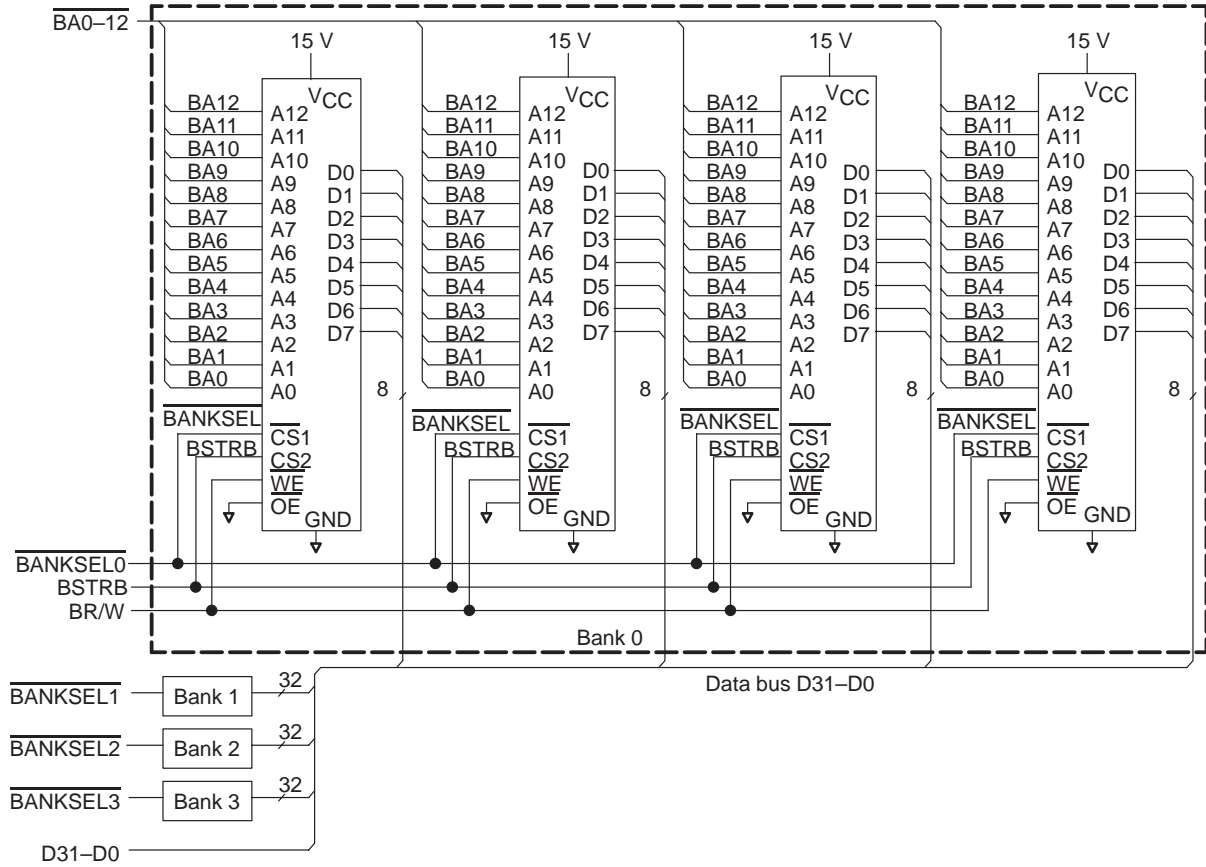 BA0–12
15 V 15 V 15 V 15 V
VCC VCC VCC VCC
BA12 A12 BA12 A12 BA12 A12 BA12 A12
BA11 A11 BA11 A11 BA11 A11 BA11 A11
BA10 A10 BA10 A10 BA10 A10 BA10 A10
BA9 A9 D0 BA9 A9 D0 BA9 A9 D0 BA9 A9 D0
BA8 A8 D1 BA8 A8 D1 BA8 A8 D1 BA8 A8 D1
BA7 A7 D2 BA7 A7 D2 BA7 A7 D2 BA7 A7 D2
BA6 A6 D3 BA6 A6 D3 BA6 A6 D3 BA6 A6 D3
BA5 A5 D4 BA5 A5 D4 BA5 A5 D4 BA5 A5 D4
BA4 A4 D5 BA4 A4 D5 BA4 A4 D5 BA4 A4 D5
BA3 A3 D6 BA3 A3 D6 BA3 A3 D6 BA3 A3 D6
BA2 A2 D7 BA2 A2 D7 BA2 A2 D7 BA2 A2 D7
BA1 A1 BA1 A1 BA1 A1 BA1 A1
BA0 A0 8 BA0 A0 8 BA0 A0 8 BA0 A0 8
BANKSEL CS1 BANKSEL CS1 BANKSEL CS1 BANKSEL CS1
BSTRB CS2 BSTRB CS2 BSTRB CS2 BSTRB CS2
WE WE WE WE
OE OE OE OE
GND GND GND GND
BANKSEL0
BSTRB
BR/W
Bank 0
Data bus D31–D0
BANKSEL1 Bank 1 32
BANKSEL2 Bank 2 32
BANKSEL3 Bank 3 32
D31–D0